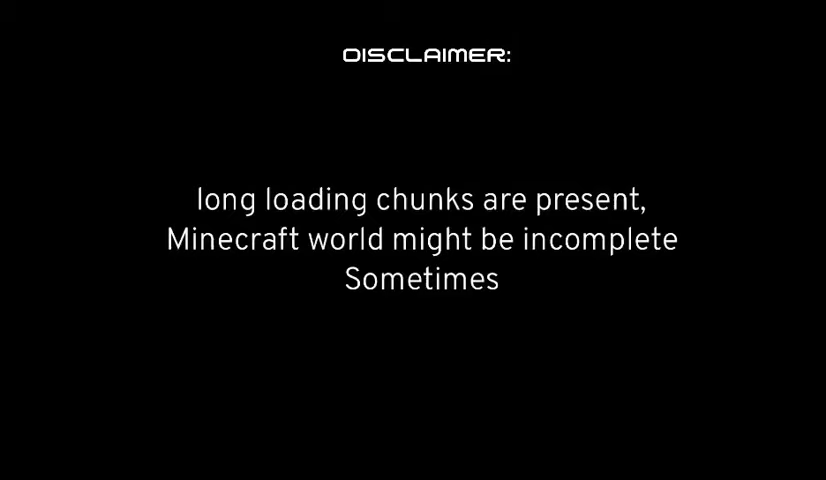 DISCLAIMER:
long loading chunks are present,
Minecraft world might be incomplete
Sometimes